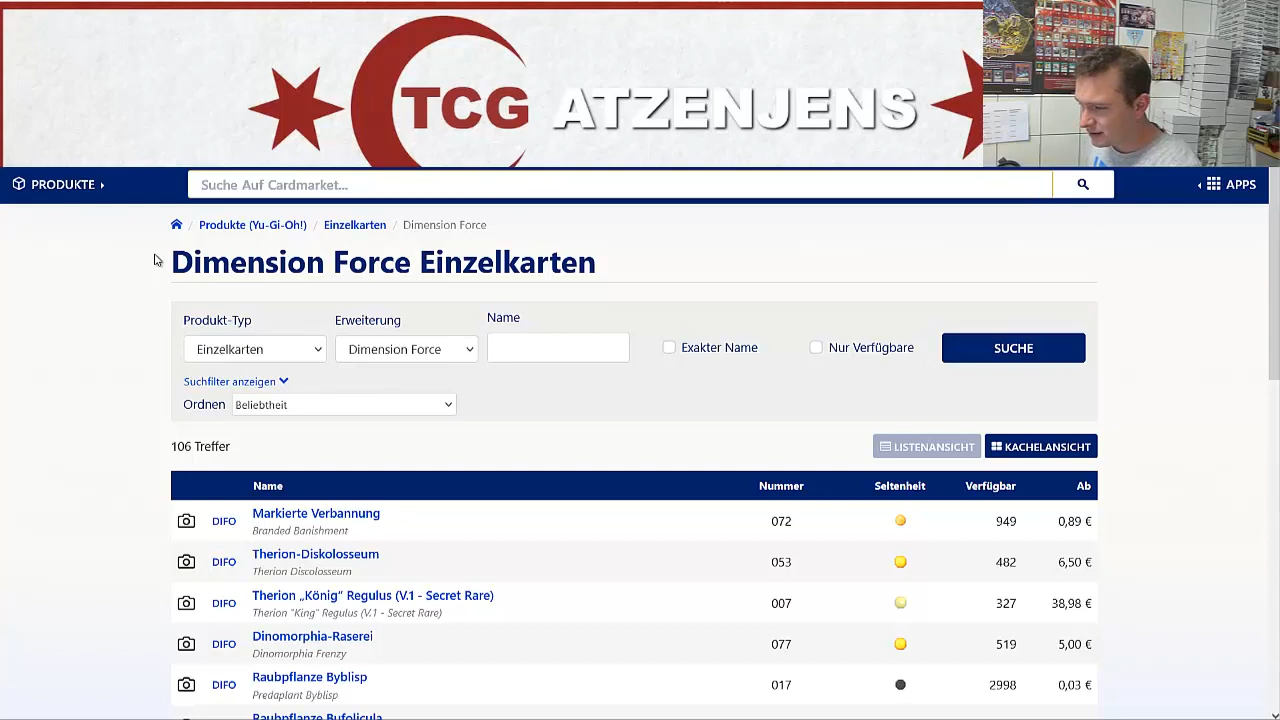 TCG ATZENJENS
PRODUKTE
Suche Auf Cardmarket...
APPS
/ Produkte (Yu-Gi-Oh!) / Einzelkarten / Dimension Force
Dimension Force Einzelkarten
Produkt-Typ Erweiterung Name
Einzelkarten Dimension Force Exakter Name Nur Verfügbare SUCHE
Suchfilter anzeigen
Ordnen Beliebtheit
106 Treffer LISTENANSICHT KACHELANSICHT
Name Nummer Seltenheit Verfügbar Ab
DIFO Markierte Verbannung 072 949 0,89 €
Branded Banishment
DIFO Therion-Diskolosseum 053 482 6,50 €
Therion Discolosseum
DIFO Therion „König“ Regulus (V.1 - Secret Rare) 007 327 38,98 €
Therion "King" Regulus (V.1 - Secret Rare)
DIFO Dinomorphia-Raserei 077 519 5,00 €
Dinomorphia Frenzy
DIFO Raubpflanze Byblisp 017 2998 0,03 €
Predaplant Byblisp
Raubpflanze Bufolicula